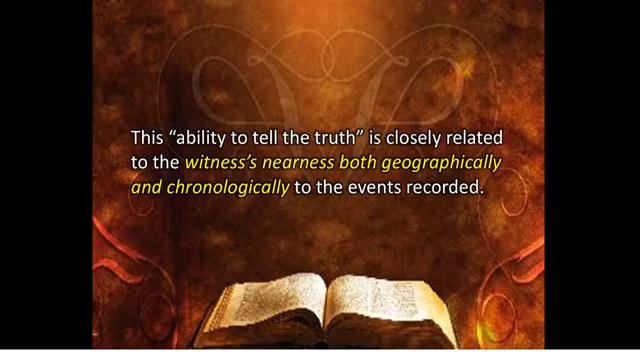 This “ability to tell the truth” is closely related
to the witness’s nearness both geographically
and chronologically to the events recorded.